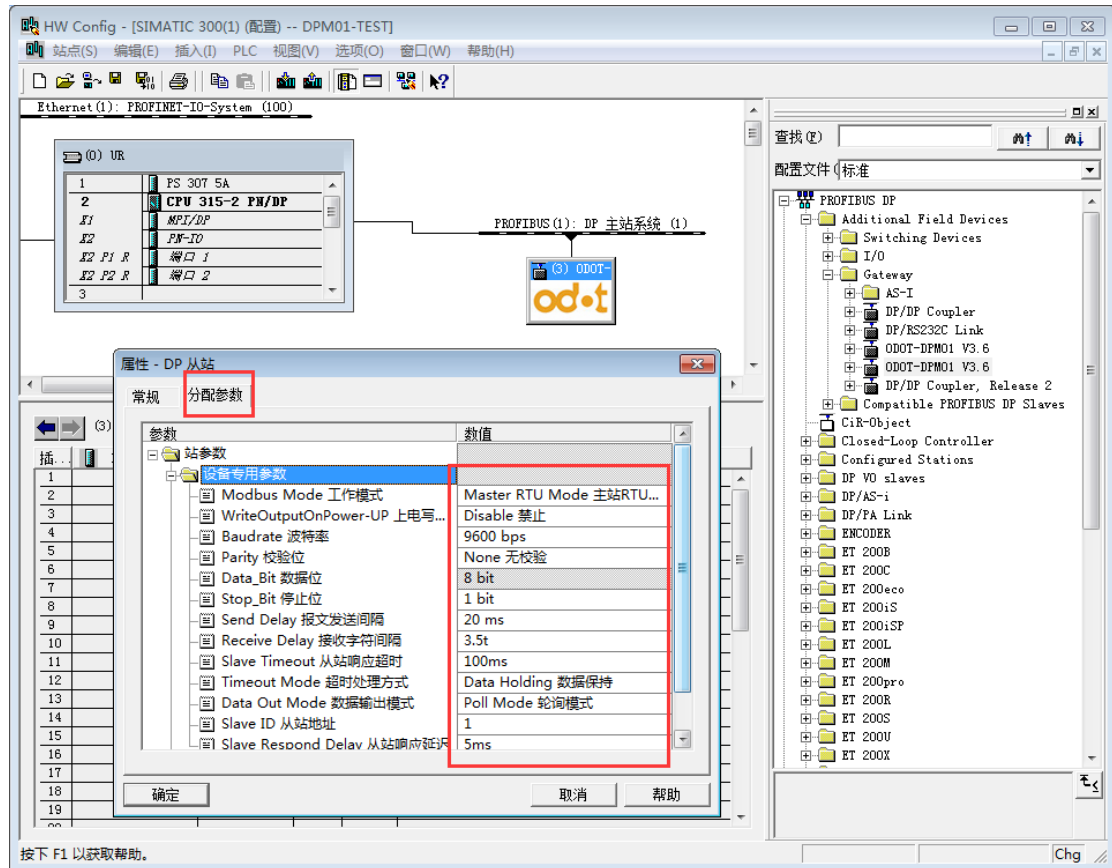 HW Config - [SIMATIC 300(1) (配置) -- DPM01-TEST]
站点(S) 编辑(E) 插入(I) PLC 视图(V) 选项(O) 窗口(W) 帮助(H)
Ethernet(1): PROFINET-IO-System (100)
(0) UR
1 PS 307 5A
2 CPU 315-2 PN/DP
X1 MPI/DP
X2 PN-IO
X2 P1 R 端口 1
X2 P2 R 端口 2
3
PROFIBUS(1): DP 主站系统 (1)
(3) ODOT-
odot
查找(F)
配置文件(
标准
PROFIBUS DP
Additional Field Devices
Switching Devices
I/O
Gateway
AS-I
DP/DP Coupler
DP/RS232C Link
ODOT-DPM01 V3.6
ODOT-DPM01 V3.6
DP/DP Coupler, Release 2
Compatible PROFIBUS DP Slaves
CiR-Object
Closed-Loop Controller
Configured Stations
DP V0 slaves
DP/AS-i
DP/PA Link
ENCODER
ET 200B
ET 200C
ET 200eco
ET 200iS
ET 200iSP
ET 200L
ET 200M
ET 200pro
ET 200R
ET 200S
ET 200U
ET 200X
(3)
插...
1
2
3
4
5
6
7
8
9
10
11
12
13
14
15
16
17
18
19
属性 - DP 从站
常规 分配参数
参数 数值
站参数
设备专用参数
Modbus Mode 工作模式 Master RTU Mode 主站RTU...
WriteOutputOnPower-UP 上电写... Disable 禁止
Baudrate 波特率 9600 bps
Parity 校验位 None 无校验
Data_Bit 数据位 8 bit
Stop_Bit 停止位 1 bit
Send Delay 报文发送间隔 20 ms
Receive Delay 接收字符间隔 3.5t
Slave Timeout 从站响应超时 100ms
Timeout Mode 超时处理方式 Data Holding 数据保持
Data Out Mode 数据输出模式 Poll Mode 轮询模式
Slave ID 从站地址 1
Slave Respond Delay 从站响应延迟 5ms
确定 取消 帮助
按下 F1 以获取帮助。
Chg